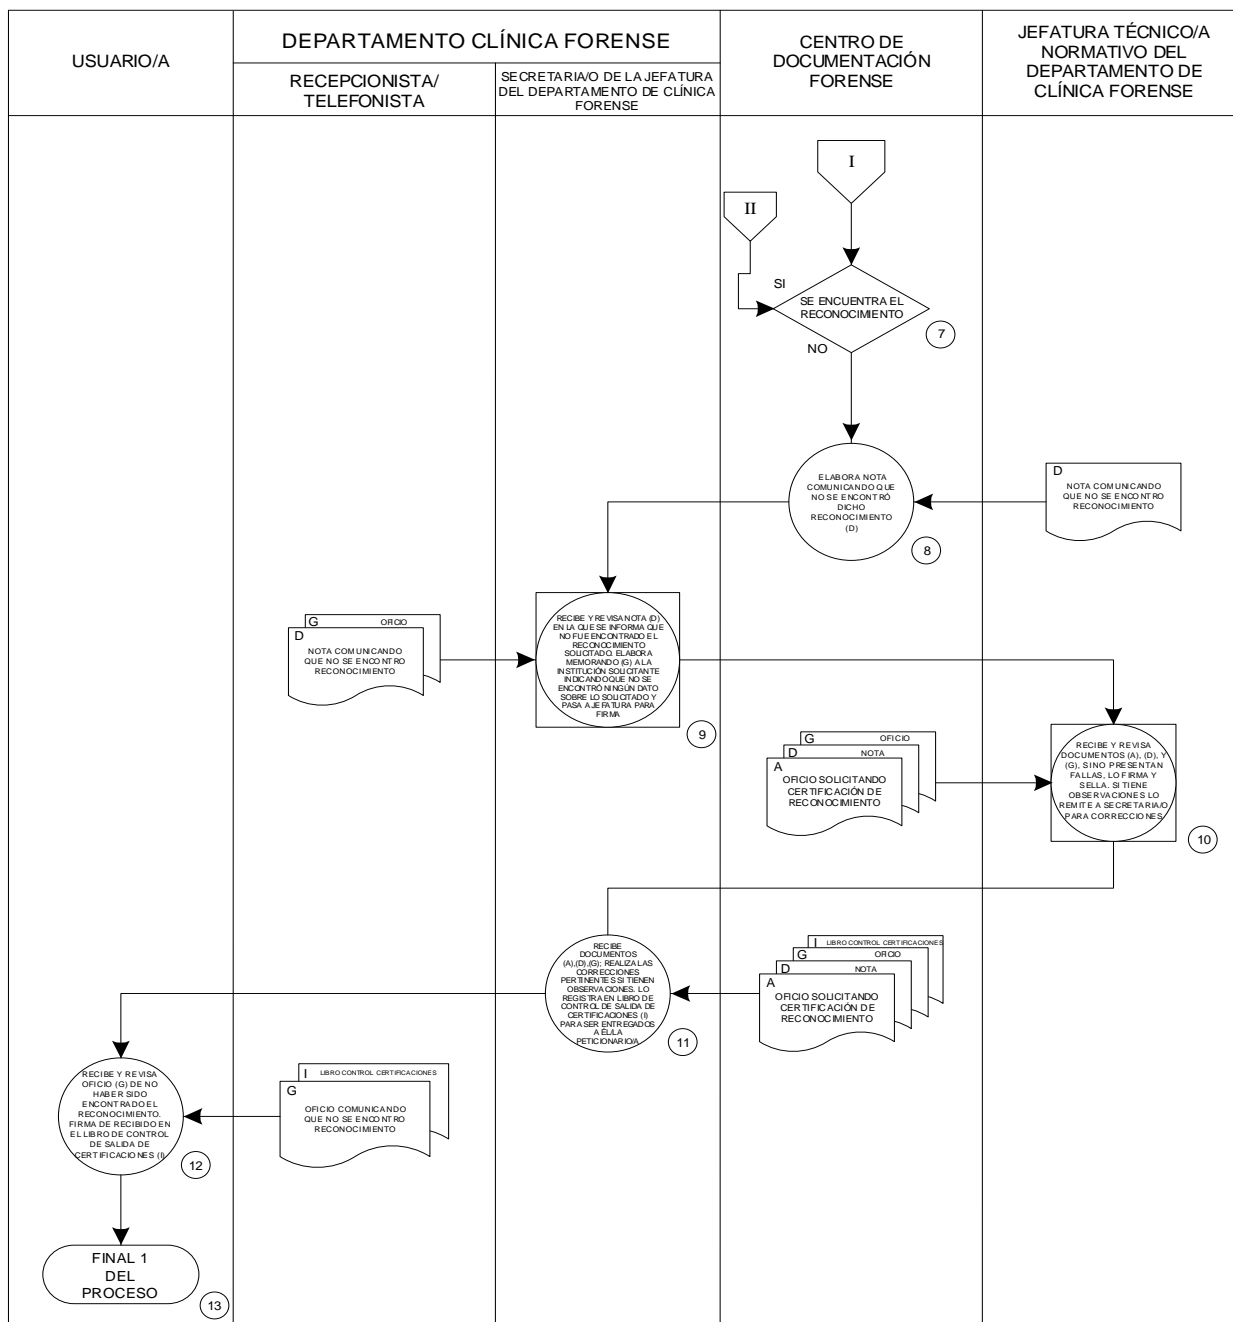 USUARIO/A
DEPARTAMENTO CLÍNICA FORENSE
RECEPCIONISTA/
TELEFONISTA
SECRETARIA/O DE LA JEFATURA
DEL DEPARTAMENTO DE CLÍNICA
FORENSE
CENTRO DE
DOCUMENTACIÓN
FORENSE
JEFATURA TÉCNICO/A
NORMATIVO DEL
DEPARTAMENTO DE
CLÍNICA FORENSE
I
II
SI
SE ENCUENTRA EL
RECONOCIMIENTO
NO
7
ELABORA NOTA
COMUNICANDO QUE
NO SE ENCONTRÓ
DICHO
RECONOCIMIENTO
(D)
8
D
NOTA COMUNICANDO
QUE NO SE ENCONTRO
RECONOCIMIENTO
G
OFICIO
D
NOTA COMUNICANDO
QUE NO SE ENCONTRO
RECONOCIMIENTO
RECIBE Y REVISA NOTA (D)
EN LA QUE SE INFORMA QUE
NO FUE ENCONTRADO EL
RECONOCIMIENTO
SOLICITADO. ELABORA
MEMORANDO (G) A LA
INSTITUCIÓN SOLICITANTE
INDICANDO QUE NO SE
ENCONTRÓ NINGÚN DATO
SOBRE LO SOLICITADO Y
PASA A JEFATURA PARA
FIRMA
9
G
OFICIO
D
NOTA
A
OFICIO SOLICITANDO
CERTIFICACIÓN DE
RECONOCIMIENTO
RECIBE Y REVISA
DOCUMENTOS (A), (D), Y
(G), SINO PRESENTAN
FALLAS, LO FIRMA Y
SELLA. SI TIENE
OBSERVACIONES LO
REMITE A SECRETARIA/O
PARA CORRECCIONES
10
RECIBE
DOCUMENTOS
(A),(D),(G); REALIZA LAS
CORRECCIONES
PERTINENTES SI TIENEN
OBSERVACIONES. LO
REGISTRA EN LIBRO DE
CONTROL DE SALIDA DE
CERTIFICACIONES (I)
PARA SER ENTREGADOS
A ÉL/LA
PETICIONARIO/A
11
I
LIBRO CONTROL CERTIFICACIONES
G
OFICIO
D
NOTA
A
OFICIO SOLICITANDO
CERTIFICACIÓN DE
RECONOCIMIENTO
RECIBE Y REVISA
OFICIO (G) DE NO
HABER SIDO
ENCONTRADO EL
RECONOCIMIENTO.
FIRMA DE RECIBIDO EN
EL LIBRO DE CONTROL
DE SALIDA DE
CERTIFICACIONES (I)
12
I
LIBRO CONTROL CERTIFICACIONES
G
OFICIO COMUNICANDO
QUE NO SE ENCONTRO
RECONOCIMIENTO
FINAL 1
DEL
PROCESO
13